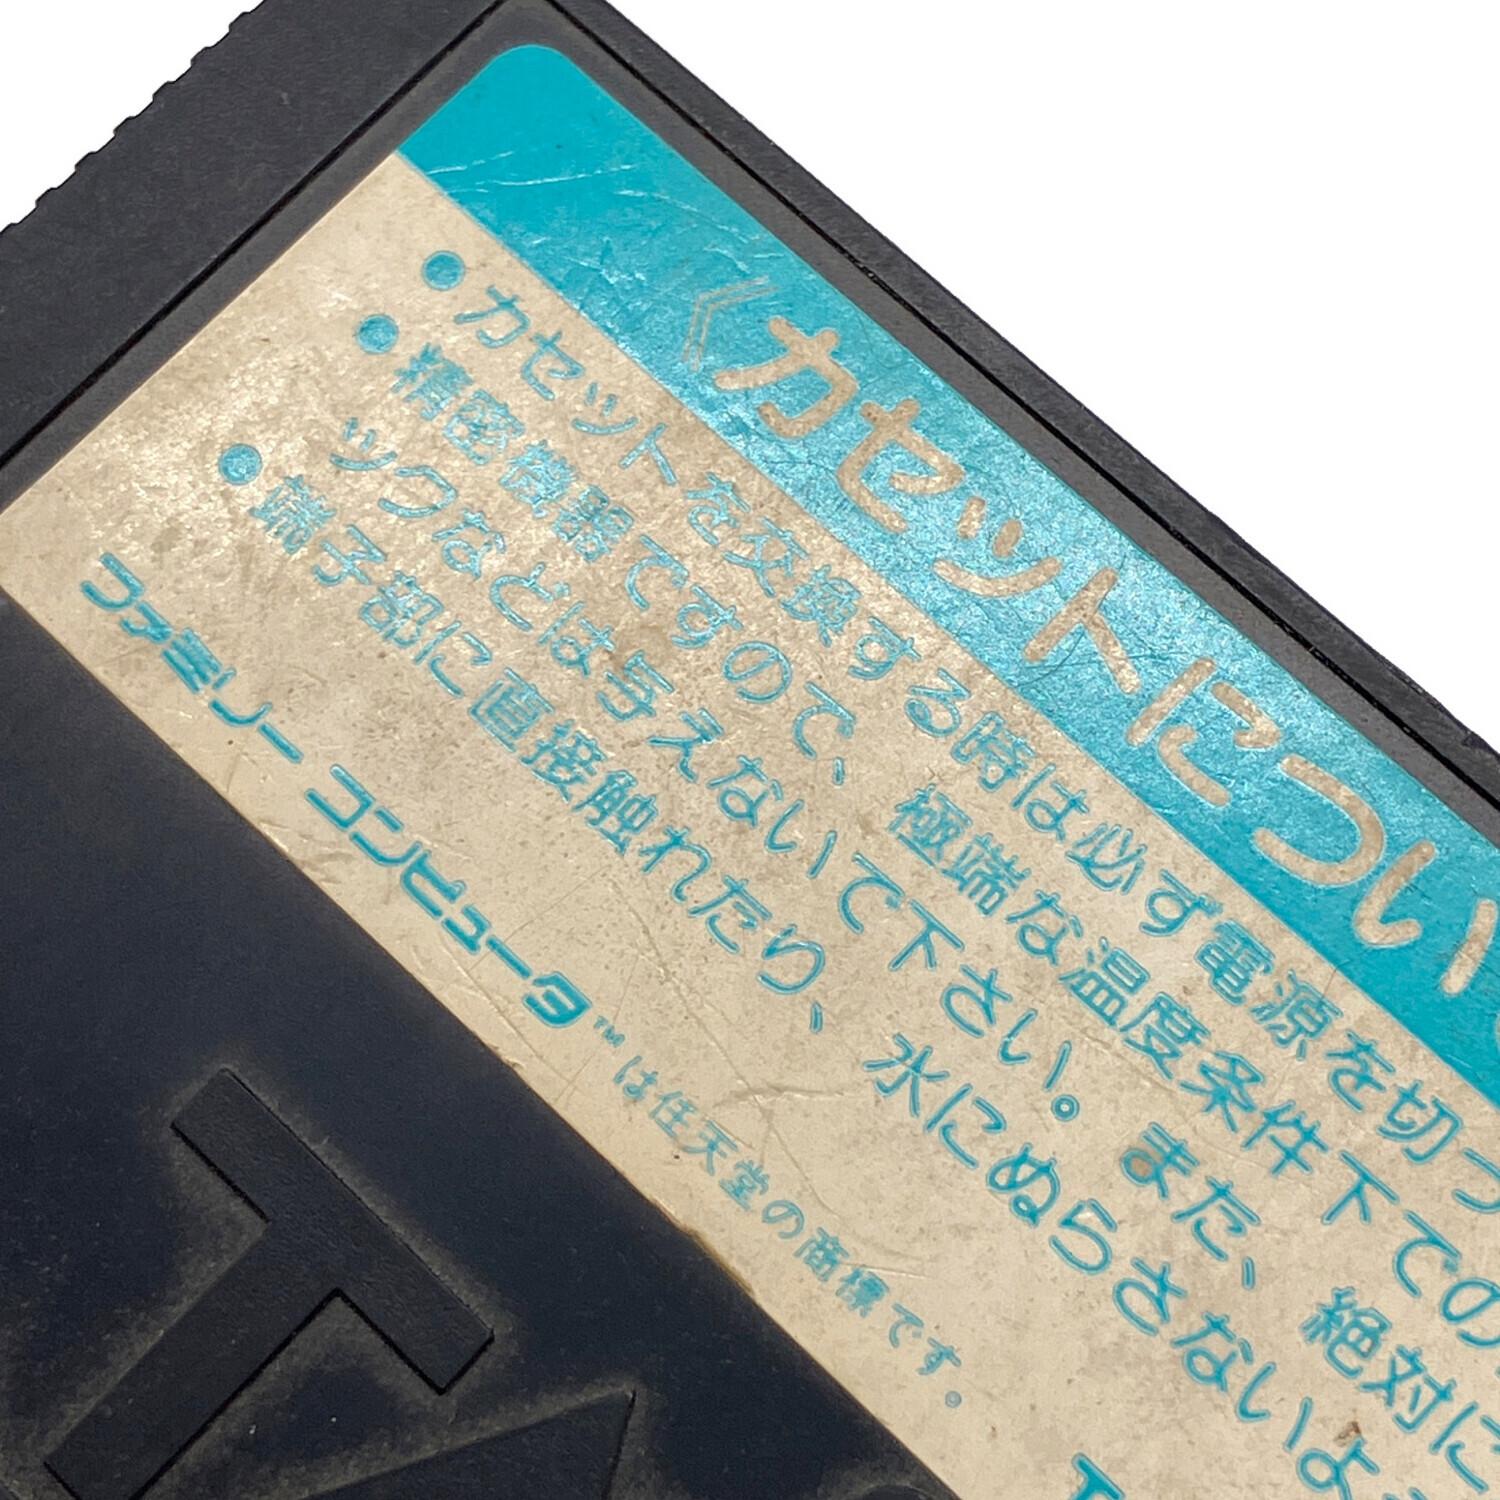 《カセットについ
●カセットを交換する時は必ず電源を切っ
●精密機器ですので、極端な温度条件下での
ックなどは与えないで下さい。また、絶対に
●端子部に直接触れたり、水にぬらさないよ
ファミリー コンピュータ™は任天堂の商標です。
T